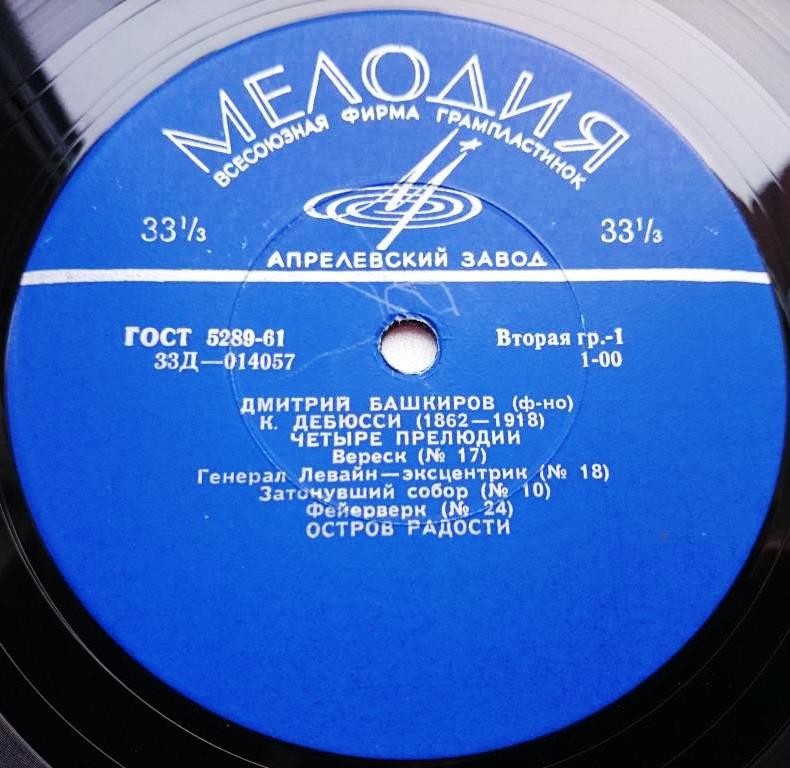 МЕЛОДИЯ
ВСЕСОЮЗНАЯ ФИРМА ГРАМПЛАСТИНОК
33⅓ 33⅓
АПРЕЛЕВСКИЙ ЗАВОД
ГОСТ 5289-61 Вторая гр.-1
33Д—014057 1-00
ДМИТРИЙ БАШКИРОВ (ф-но)
К. ДЕБЮССИ (1862—1918)
ЧЕТЫРЕ ПРЕЛЮДИИ
Вереск (№ 17)
Генерал Левайн—эксцентрик (№ 18)
Затонувший собор (№ 10)
Фейерверк (№ 24)
ОСТРОВ РАДОСТИ